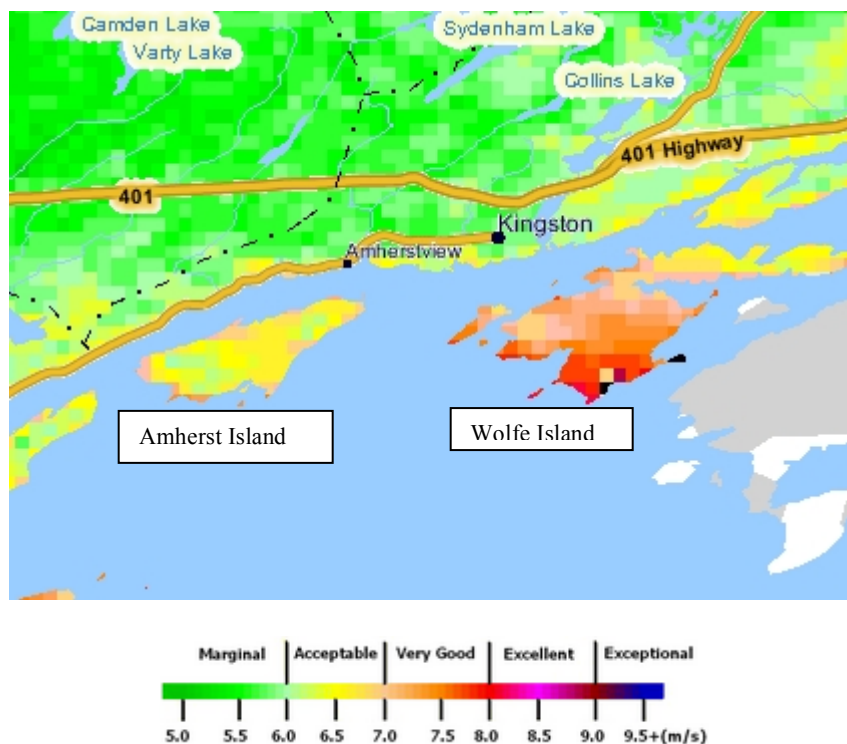 Camden Lake
Varty Lake
Sydenham Lake
Collins Lake
401 Highway
401
Kingston
Amherstview
Amherst Island
Wolfe Island
Marginal Acceptable Very Good Excellent Exceptional
5.0 5.5 6.0 6.5 7.0 7.5 8.0 8.5 9.0 9.5+(m/s)